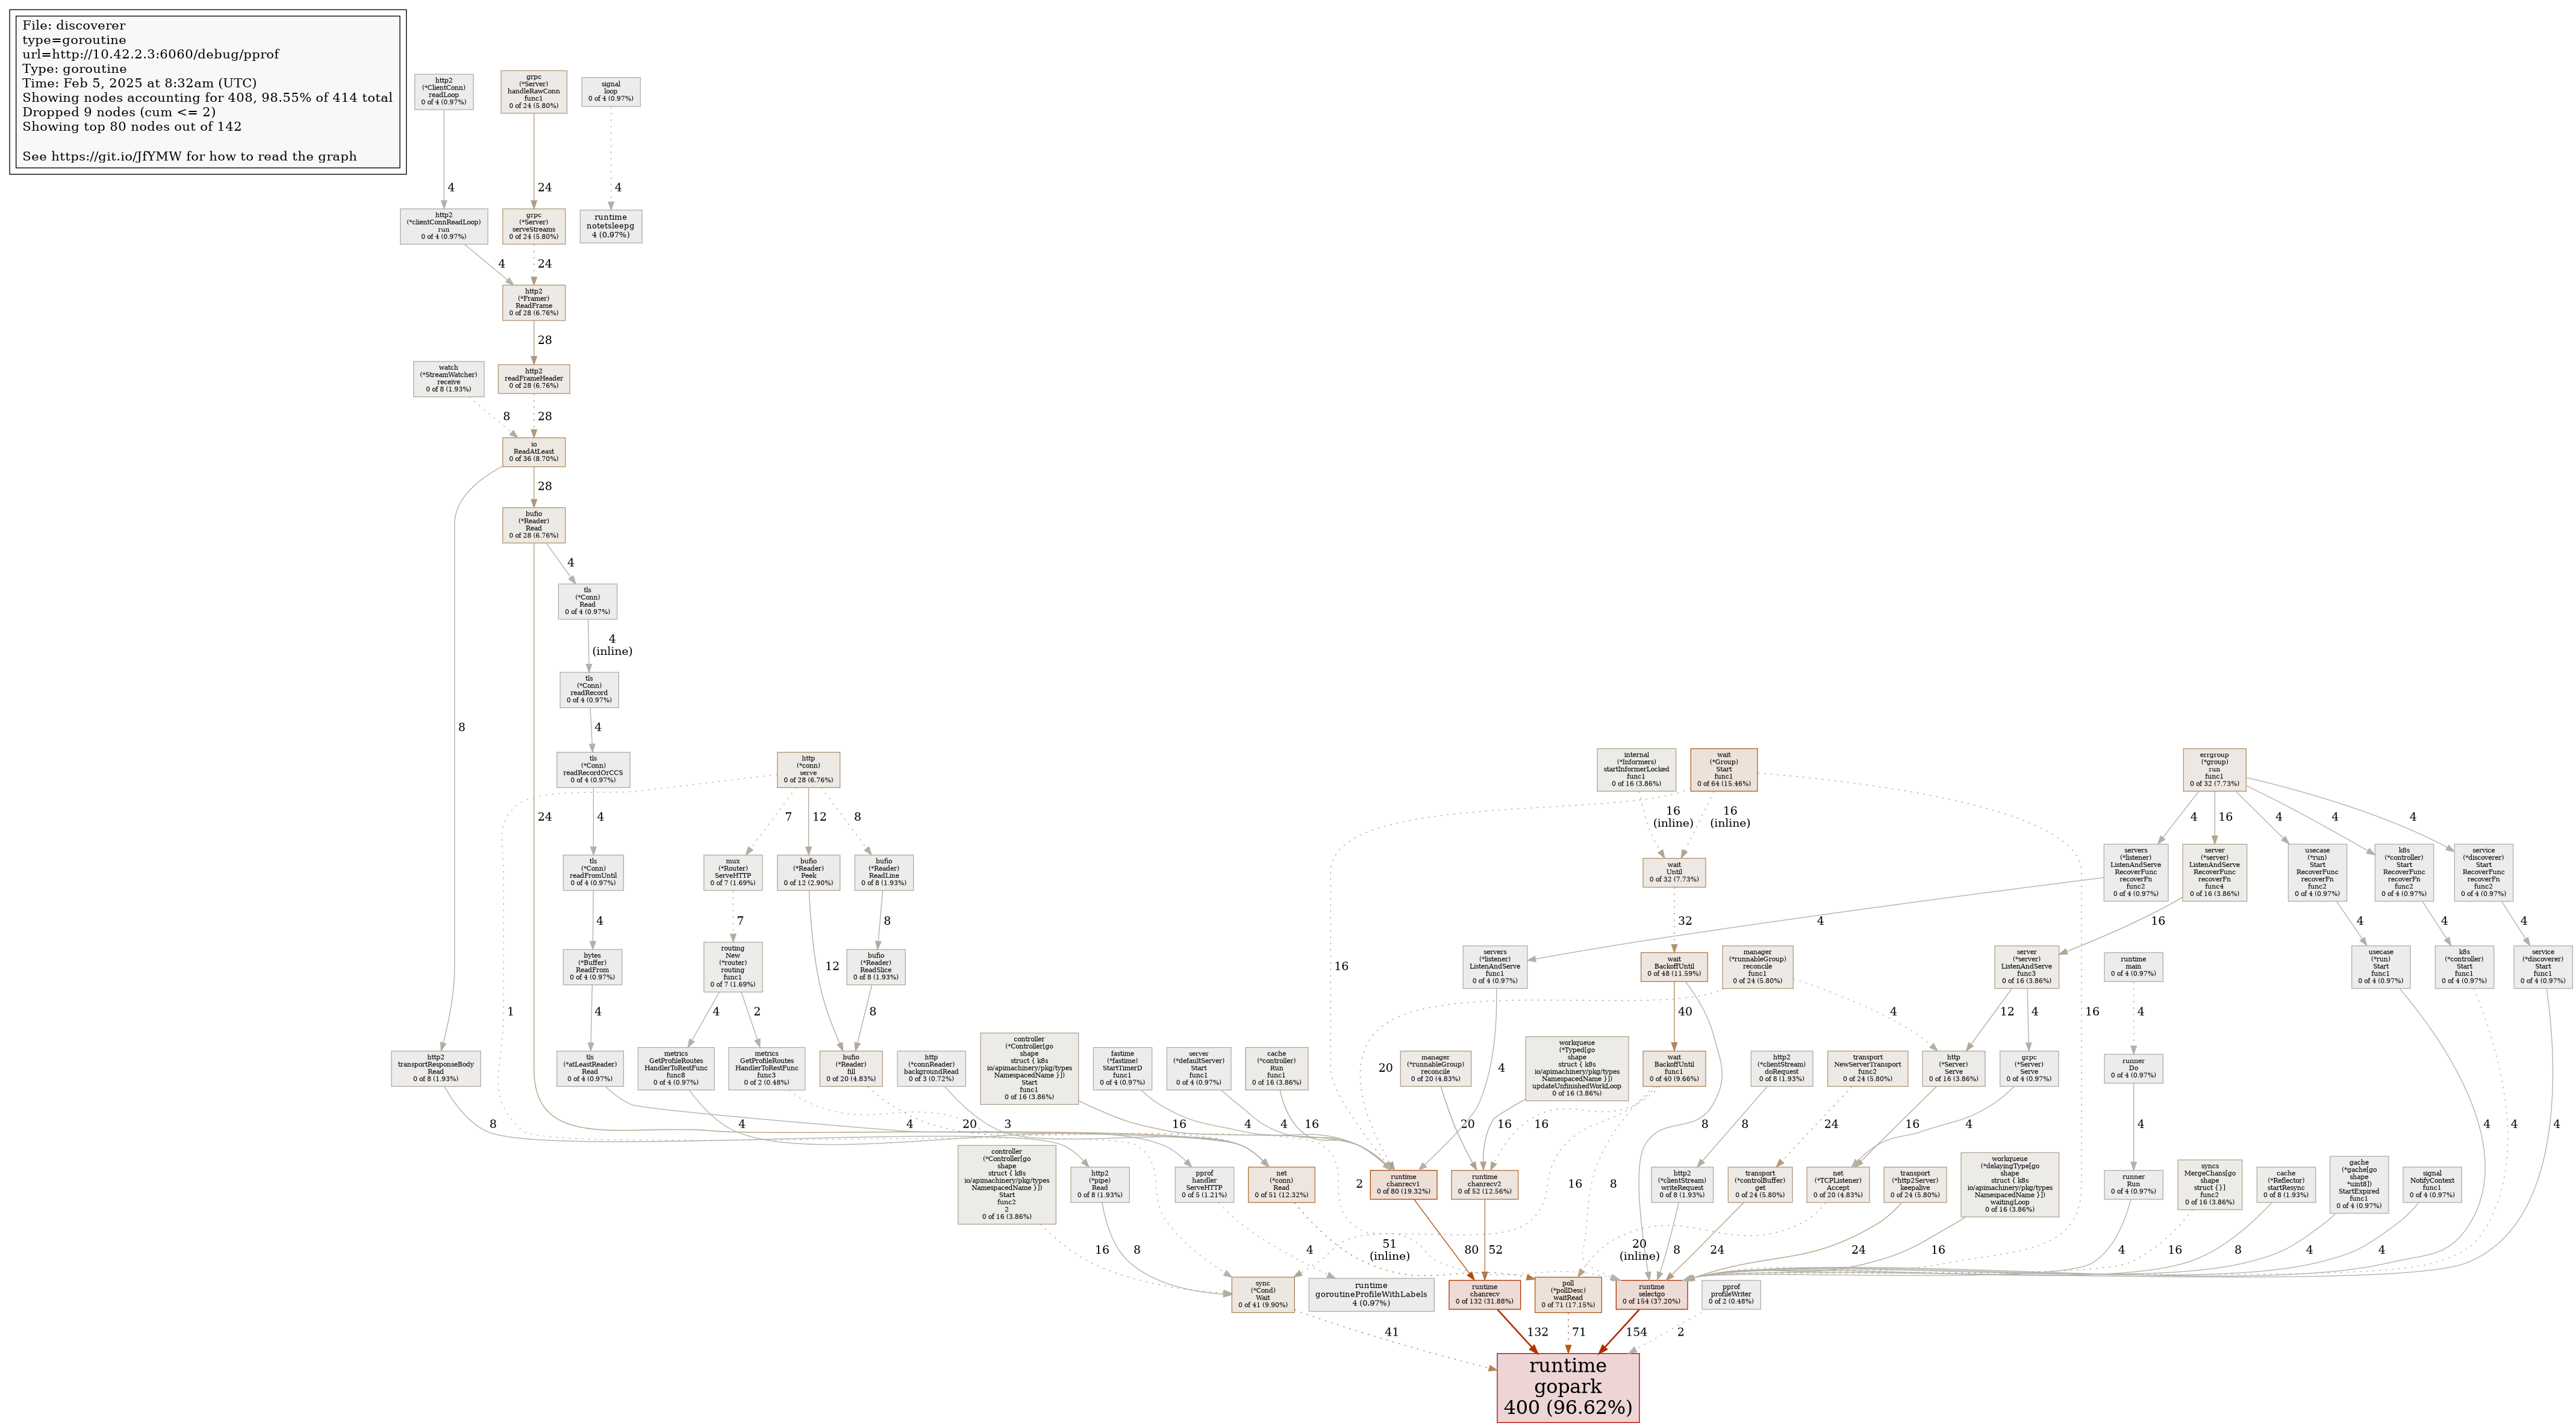 File: discoverer
type=goroutine
url=http://10.42.2.3:6060/debug/pprof
Type: goroutine
Time: Feb 5, 2025 at 8:32am (UTC)
Showing nodes accounting for 408, 98.55% of 414 total
Dropped 9 nodes (cum <= 2)
Showing top 80 nodes out of 142
See https://git.io/JfYMW for how to read the graph
http2
(*ClientConn)
readLoop
0 of 4 (0.97%)
grpc
(*Server)
handleRawConn
func1
0 of 24 (5.80%)
signal
loop
0 of 4 (0.97%)
4
24
4
http2
(*clientConnReadLoop)
run
0 of 4 (0.97%)
grpc
(*Server)
serveStreams
0 of 24 (5.80%)
runtime
notetsleepg
4 (0.97%)
4
24
http2
(*Framer)
ReadFrame
0 of 28 (6.76%)
28
watch
(*StreamWatcher)
receive
0 of 8 (1.93%)
http2
readFrameHeader
0 of 28 (6.76%)
8
28
io
ReadAtLeast
0 of 36 (8.70%)
28
bufio
(*Reader)
Read
0 of 28 (6.76%)
4
tls
(*Conn)
Read
0 of 4 (0.97%)
4
(inline)
tls
(*Conn)
readRecord
0 of 4 (0.97%)
8
4
tls
(*Conn)
readRecordOrCCS
0 of 4 (0.97%)
http
(*conn)
serve
0 of 28 (6.76%)
internal
(*Informers)
startInformerLocked
func1
0 of 16 (3.86%)
wait
(*Group)
Start
func1
0 of 64 (15.46%)
errgroup
(*group)
run
func1
0 of 32 (7.73%)
24
4
7
12
8
16
(inline)
16
(inline)
4
16
4
4
4
tls
(*Conn)
readFromUntil
0 of 4 (0.97%)
mux
(*Router)
ServeHTTP
0 of 7 (1.69%)
bufio
(*Reader)
Peek
0 of 12 (2.90%)
bufio
(*Reader)
ReadLine
0 of 8 (1.93%)
wait
Until
0 of 32 (7.73%)
servers
(*listener)
ListenAndServe
RecoverFunc
recoverFn
func2
0 of 4 (0.97%)
server
(*server)
ListenAndServe
RecoverFunc
recoverFn
func4
0 of 16 (3.86%)
usecase
(*run)
Start
RecoverFunc
recoverFn
func2
0 of 4 (0.97%)
k8s
(*controller)
Start
RecoverFunc
recoverFn
func2
0 of 4 (0.97%)
service
(*discoverer)
Start
RecoverFunc
recoverFn
func2
0 of 4 (0.97%)
4
7
8
32
4
16
4
4
4
bytes
(*Buffer)
ReadFrom
0 of 4 (0.97%)
routing
New
(*router)
routing
func1
0 of 7 (1.69%)
12
bufio
(*Reader)
ReadSlice
0 of 8 (1.93%)
16
servers
(*listener)
ListenAndServe
func1
0 of 4 (0.97%)
wait
BackoffUntil
0 of 48 (11.59%)
manager
(*runnableGroup)
reconcile
func1
0 of 24 (5.80%)
server
(*server)
ListenAndServe
func3
0 of 16 (3.86%)
runtime
main
0 of 4 (0.97%)
usecase
(*run)
Start
func1
0 of 4 (0.97%)
k8s
(*controller)
Start
func1
0 of 4 (0.97%)
service
(*discoverer)
Start
func1
0 of 4 (0.97%)
1
4
4
2
8
40
4
12
4
16
4
http2
transportResponseBody
Read
0 of 8 (1.93%)
tls
(*atLeastReader)
Read
0 of 4 (0.97%)
metrics
GetProfileRoutes
HandlerToRestFunc
func8
0 of 4 (0.97%)
metrics
GetProfileRoutes
HandlerToRestFunc
func3
0 of 2 (0.48%)
bufio
(*Reader)
fill
0 of 20 (4.83%)
http
(*connReader)
backgroundRead
0 of 3 (0.72%)
controller
(*Controller[go
shape
struct { k8s
io/apimachinery/pkg/types
NamespacedName }])
Start
func1
0 of 16 (3.86%)
fastime
(*fastime)
StartTimerD
func1
0 of 4 (0.97%)
server
(*defaultServer)
Start
func1
0 of 4 (0.97%)
cache
(*controller)
Run
func1
0 of 16 (3.86%)
20
4
manager
(*runnableGroup)
reconcile
0 of 20 (4.83%)
workqueue
(*Typed[go
shape
struct { k8s
io/apimachinery/pkg/types
NamespacedName }])
updateUnfinishedWorkLoop
0 of 16 (3.86%)
wait
BackoffUntil
func1
0 of 40 (9.66%)
http2
(*clientStream)
doRequest
0 of 8 (1.93%)
transport
NewServerTransport
func2
0 of 24 (5.80%)
http
(*Server)
Serve
0 of 16 (3.86%)
grpc
(*Server)
Serve
0 of 4 (0.97%)
runner
Do
0 of 4 (0.97%)
8
4
4
20
3
16
4
4
16
20
16
16
8
8
24
16
4
4
4
4
4
controller
(*Controller[go
shape
struct { k8s
io/apimachinery/pkg/types
NamespacedName }])
Start
func2
2
0 of 16 (3.86%)
http2
(*pipe)
Read
0 of 8 (1.93%)
pprof
handler
ServeHTTP
0 of 5 (1.21%)
net
(*conn)
Read
0 of 51 (12.32%)
2
runtime
chanrecv1
0 of 80 (19.32%)
runtime
chanrecv2
0 of 52 (12.56%)
16
8
http2
(*clientStream)
writeRequest
0 of 8 (1.93%)
transport
(*controlBuffer)
get
0 of 24 (5.80%)
net
(*TCPListener)
Accept
0 of 20 (4.83%)
transport
(*http2Server)
keepalive
0 of 24 (5.80%)
workqueue
(*delayingType[go
shape
struct { k8s
io/apimachinery/pkg/types
NamespacedName }])
waitingLoop
0 of 16 (3.86%)
runner
Run
0 of 4 (0.97%)
syncs
MergeChans[go
shape
struct {}]
func2
0 of 16 (3.86%)
cache
(*Reflector)
startResync
0 of 8 (1.93%)
gache
(*gache[go
shape
*uint8])
StartExpired
func1
0 of 4 (0.97%)
signal
NotifyContext
func1
0 of 4 (0.97%)
16
8
4
51
(inline)
80
52
20
(inline)
8
24
24
16
4
16
8
4
4
sync
(*Cond)
Wait
0 of 41 (9.90%)
runtime
goroutineProfileWithLabels
4 (0.97%)
runtime
chanrecv
0 of 132 (31.88%)
poll
(*pollDesc)
waitRead
0 of 71 (17.15%)
runtime
selectgo
0 of 154 (37.20%)
pprof
profileWriter
0 of 2 (0.48%)
41
132
71
154
2
runtime
gopark
400 (96.62%)